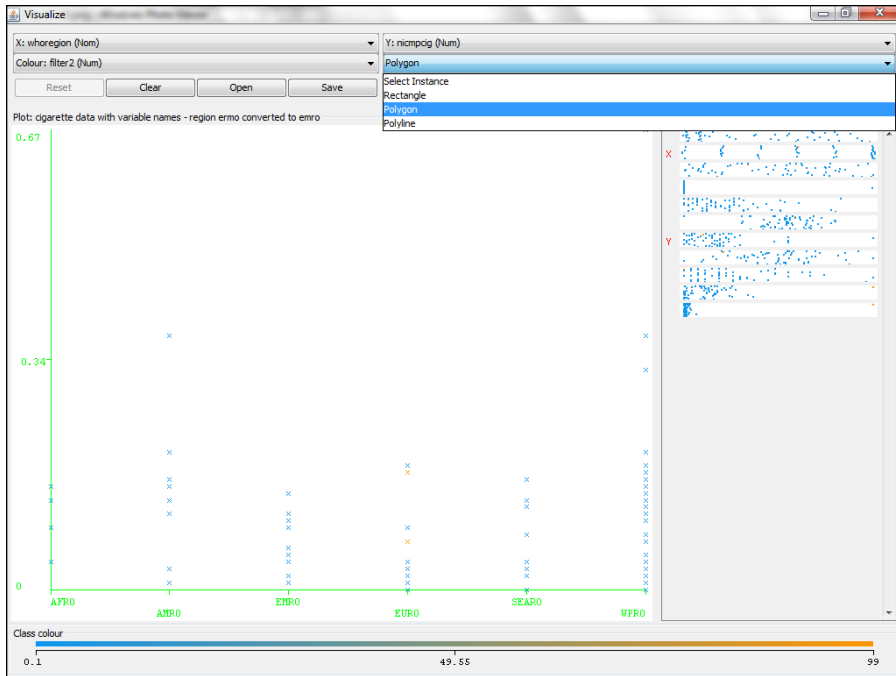 Visualize
X: whoregion (Nom)
Y: nicmpcig (Num)
Colour: filter2 (Num)
Polygon
Reset
Clear
Open
Save
Select Instance
Rectangle
Polygon
Polyline
Plot: cigarette data with variable names - region ermo converted to emro
0.67
X
Y
0.34
0
AFRO
AMRO
EMRO
EURO
SEARO
WPRO
Class colour
0.1
49.55
99